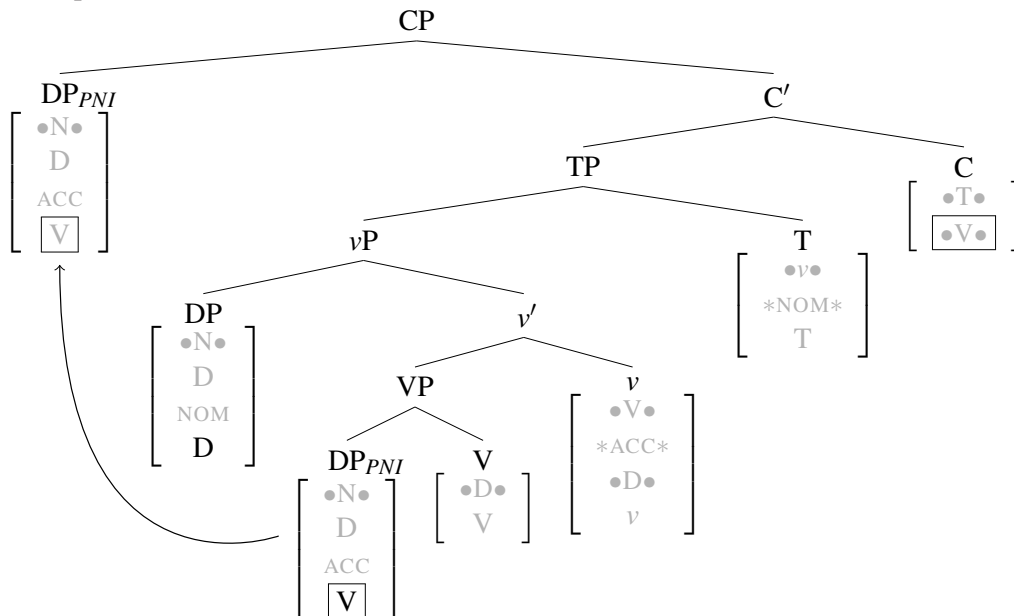 CP
DP_PNI C′
●N●
D
ACC
V
TP C
●T●
●V●
vP T
●v●
∗NOM∗
T
DP v′
●N●
D
NOM
D
VP v
●V●
∗ACC∗
●D●
v
DP_PNI V
●N● ●D●
D V
ACC
V